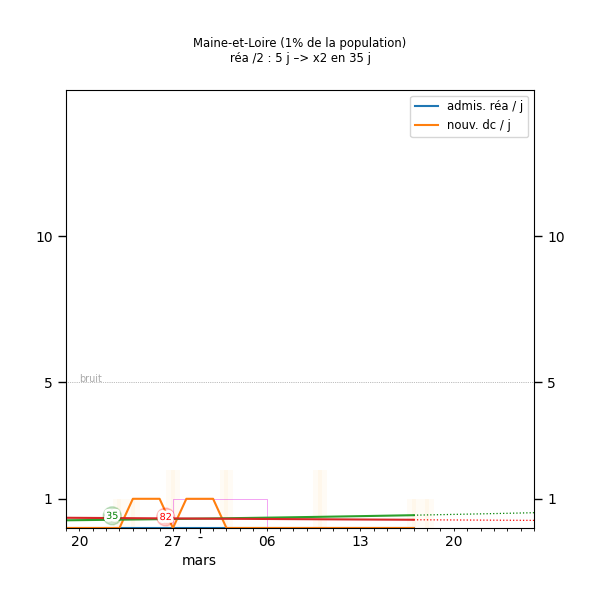 Maine-et-Loire (1% de la population)
réa /2 : 5 j –> x2 en 35 j
admis. réa / j
nouv. dc / j
10 10
bruit
5 5
1 1
35 82
20 27 - 06 13 20
mars